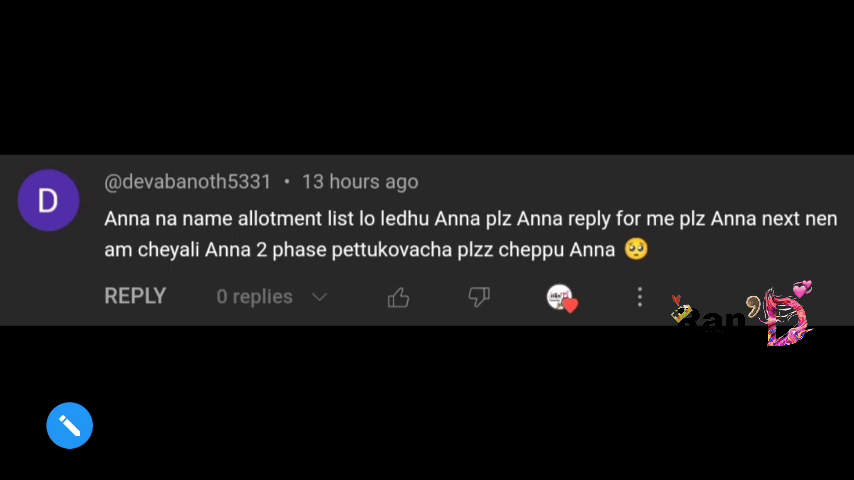 D
@devabanoth5331 • 13 hours ago
Anna na name allotment list lo ledhu Anna plz Anna reply for me plz Anna next nen
am cheyali Anna 2 phase pettukovacha plzz cheppu Anna 🥺
REPLY 0 replies
Ran'D